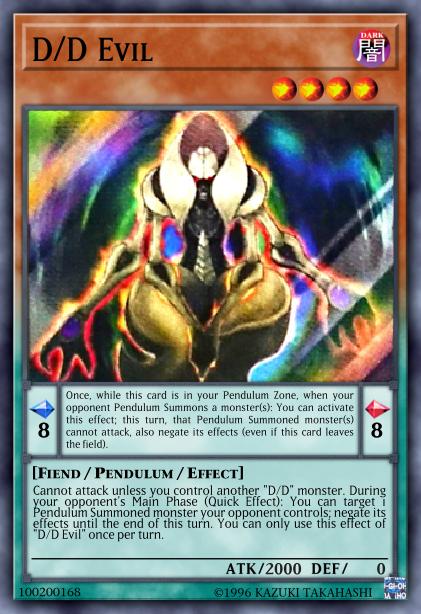 D/D Evil
DARK
闇
Once, while this card is in your Pendulum Zone, when your
opponent Pendulum Summons a monster(s): You can activate
this effect; this turn, that Pendulum Summoned monster(s)
cannot attack, also negate its effects (even if this card leaves
the field).
8
8
[Fiend / Pendulum / Effect]
Cannot attack unless you control another "D/D" monster. During
your opponent's Main Phase (Quick Effect): You can target 1
Pendulum Summoned monster your opponent controls; negate its
effects until the end of this turn. You can only use this effect of
"D/D Evil" once per turn.
ATK/2000 DEF/ 0
100200168
©1996 KAZUKI TAKAHASHI